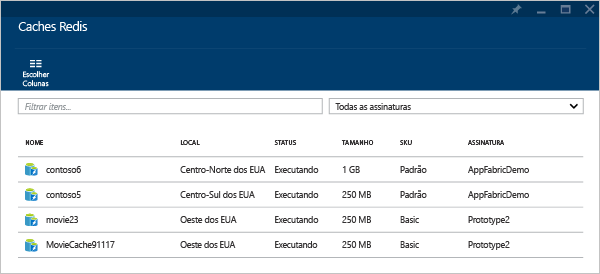 Caches Redis
Escolher
Colunas
Filtrar itens...
Todas as assinaturas
NOME LOCAL STATUS TAMANHO SKU ASSINATURA
contoso6 Centro-Norte dos EUA Executando 1 GB Padrão AppFabricDemo
contoso5 Centro-Sul dos EUA Executando 250 MB Padrão AppFabricDemo
movie23 Oeste dos EUA Executando 250 MB Basic Prototype2
MovieCache91117 Oeste dos EUA Executando 250 MB Basic Prototype2